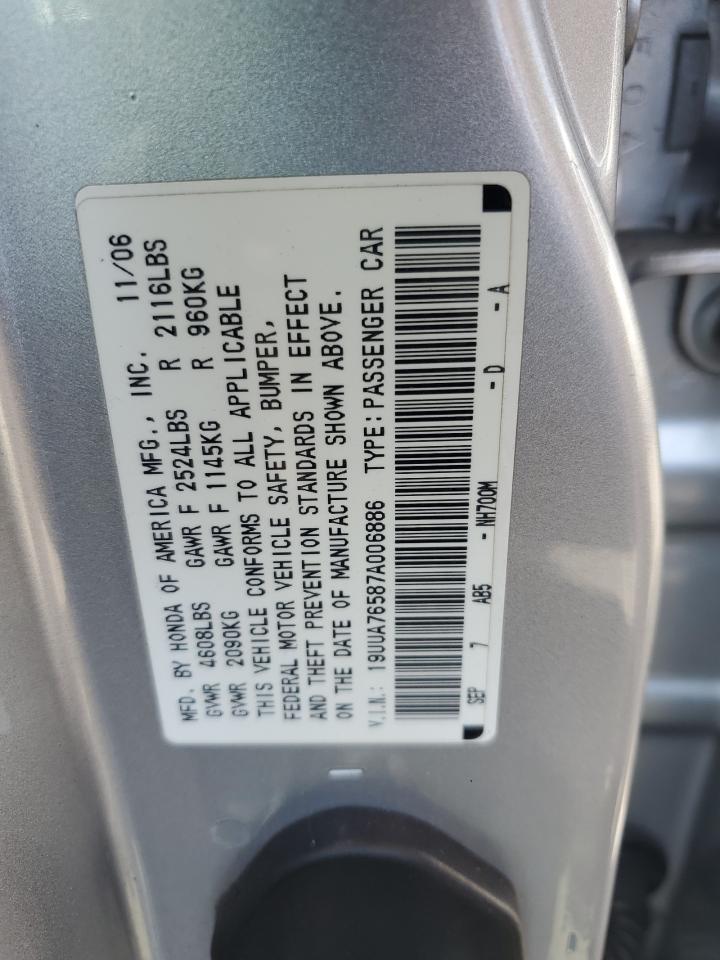 MFD. BY HONDA OF AMERICA MFG., INC. 11/06
GVWR 4608LBS GAWR F 2524LBS R 2116LBS
GVWR 2090KG GAWR F 1145KG R 960KG
THIS VEHICLE CONFORMS TO ALL APPLICABLE
FEDERAL MOTOR VEHICLE SAFETY, BUMPER,
AND THEFT PREVENTION STANDARDS IN EFFECT
ON THE DATE OF MANUFACTURE SHOWN ABOVE.
V.I.N.: 19UUA76587A006886 TYPE: PASSENGER CAR
SEP 7 AB5 - NH700M - D - A